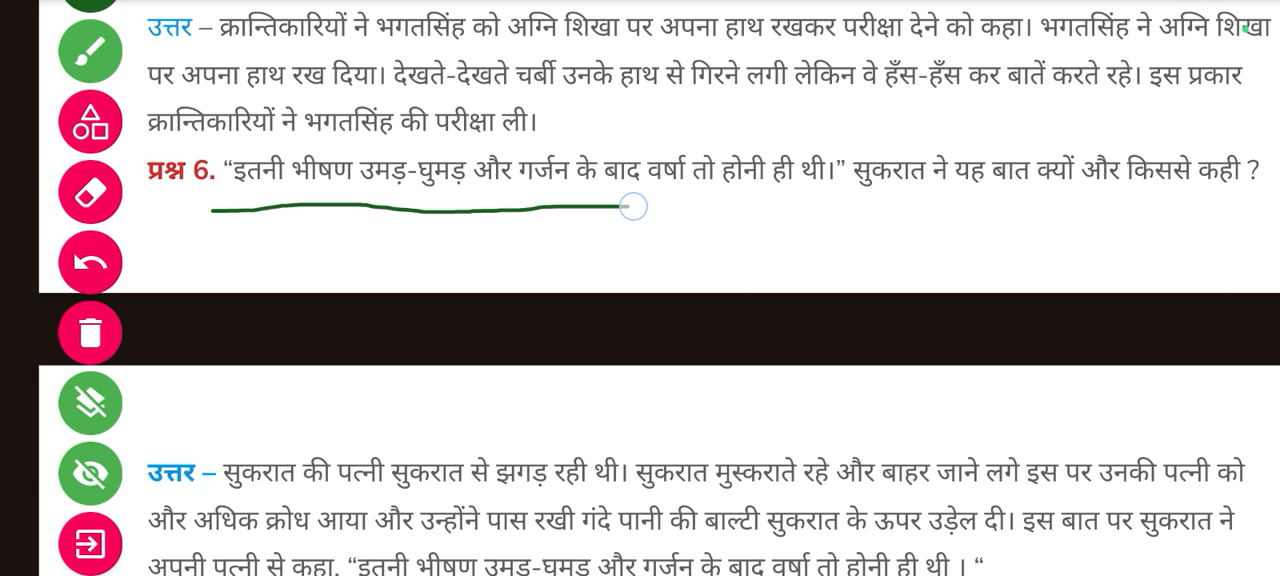 उत्तर – क्रान्तिकारियों ने भगतसिंह को अग्नि शिखा पर अपना हाथ रखकर परीक्षा देने को कहा। भगतसिंह ने अग्नि शिखा
पर अपना हाथ रख दिया। देखते-देखते चर्बी उनके हाथ से गिरने लगी लेकिन वे हँस-हँस कर बातें करते रहे। इस प्रकार
क्रान्तिकारियों ने भगतसिंह की परीक्षा ली।
प्रश्न 6. “इतनी भीषण उमड़-घुमड़ और गर्जन के बाद वर्षा तो होनी ही थी।” सुकरात ने यह बात क्यों और किससे कही ?
उत्तर – सुकरात की पत्नी सुकरात से झगड़ रही थी। सुकरात मुस्कराते रहे और बाहर जाने लगे इस पर उनकी पत्नी को
और अधिक क्रोध आया और उन्होंने पास रखी गंदे पानी की बाल्टी सुकरात के ऊपर उड़ेल दी। इस बात पर सुकरात ने
अपनी पत्नी से कहा, “इतनी भीषण उमड़-घुमड़ और गर्जन के बाद वर्षा तो होनी ही थी । “